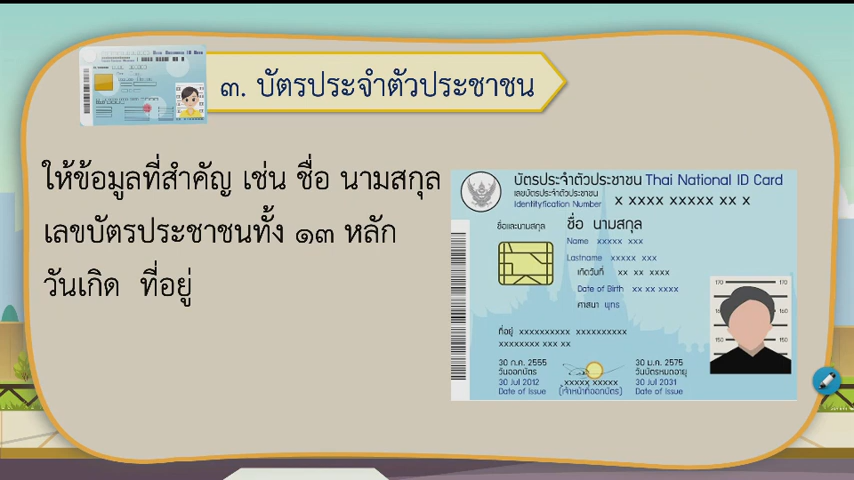 ๓. บัตรประจำตัวประชาชน
ให้ข้อมูลที่สำคัญ เช่น ชื่อ นามสกุล
เลขบัตรประชาชนทั้ง ๑๓ หลัก
วันเกิด ที่อยู่
บัตรประจำตัวประชาชน Thai National ID Card
เลขบัตรประจำตัวประชาชน
Identityfication Number x xxxx xxxxx xx x
ชื่อและนามสกุล ชื่อ นามสกุล
Name xxxxx xxx
Lastname xxxxx xxx
เกิดวันที่ xx xx xxxx
Date of Birth xx xx xxxx
ศาสนา พุทธ
ที่อยู่ xxxxxxxxxx xxxxxxxxxx
xxxxxxxx xxx xx
30 ก.ค. 2555
วันออกบัตร
30 Jul 2012
Date of Issue
xxxxx xxxxx
(เจ้าหน้าที่ออกบัตร)
30 ม.ค. 2575
วันบัตรหมดอายุ
30 Jul 2031
Date of Issue
170 170
160
150 150